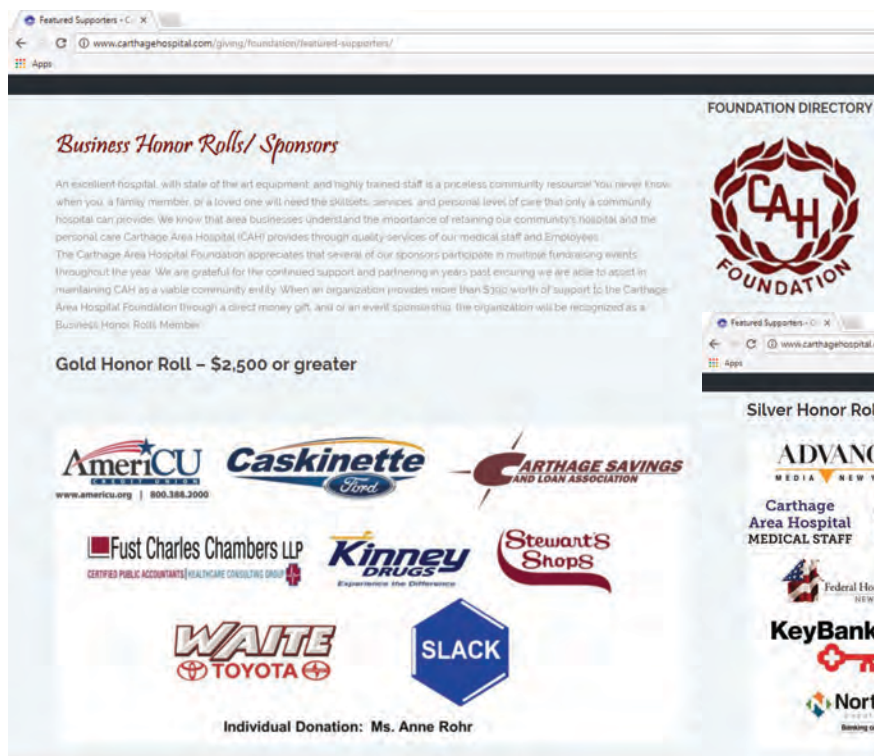 Featured Supporters - C
www.carthagehospital.com/giving/foundation/featured-supporters/
Apps
Business Honor Rolls/ Sponsors
An excellent hospital, with state of the art equipment, and highly trained staff is a priceless community resource! You never know
when you, a family member, or a loved one will need the skillsets, services, and personal level of care that only a community
hospital can provide. We know that area businesses understand the importance of retaining our community's hospital and the
personal care Carthage Area Hospital (CAH) provides through quality services of our medical staff and Employees.
The Carthage Area Hospital Foundation appreciates that several of our sponsors participate in multiple fundraising events
throughout the year. We are grateful for the continued support and partnering in years past ensuring we are able to assist in
maintaining CAH as a viable community entity. When an organization provides more than $300 worth of support to the Carthage
Area Hospital Foundation through a direct money gift, and or an event sponsorship, the organization will be recognized as a
Business Honor Rolls Member.
Gold Honor Roll – $2,500 or greater
AmeriCU
CREDIT UNION
www.americu.org | 800.388.2000
Caskinette
Ford
CARTHAGE SAVINGS
AND LOAN ASSOCIATION
Fust Charles Chambers LLP
CERTIFIED PUBLIC ACCOUNTANTS | HEALTHCARE CONSULTING GROUP
Kinney
DRUGS
Experience the Difference
Stewart's
Shops
WAITE
TOYOTA
SLACK
Individual Donation: Ms. Anne Rohr
FOUNDATION DIRECTORY
CAH
FOUNDATION
Featured Supporters - C
www.carthagehospital.
Apps
Silver Honor Rol
ADVANC
MEDIA NEW Y
Carthage
Area Hospital
MEDICAL STAFF
Federal Ho
NEW
KeyBank
Nort
Banking